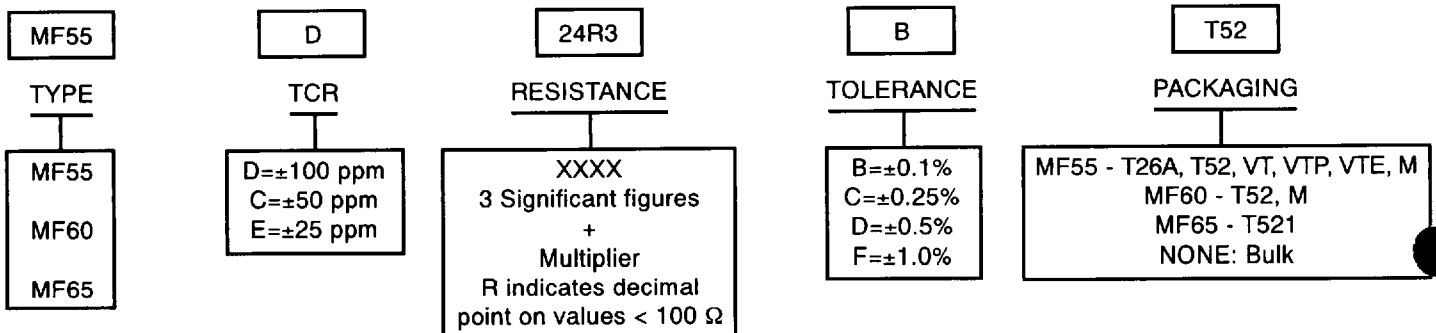 MF55 D 24R3 B T52
TYPE TCR RESISTANCE TOLERANCE PACKAGING
MF55
MF60
MF65
D=±100 ppm
C=±50 ppm
E=±25 ppm
XXXX
3 Significant figures
+
Multiplier
R indicates decimal
point on values < 100 Ω
B=±0.1%
C=±0.25%
D=±0.5%
F=±1.0%
MF55 - T26A, T52, VT, VTP, VTE, M
MF60 - T52, M
MF65 - T521
NONE: Bulk